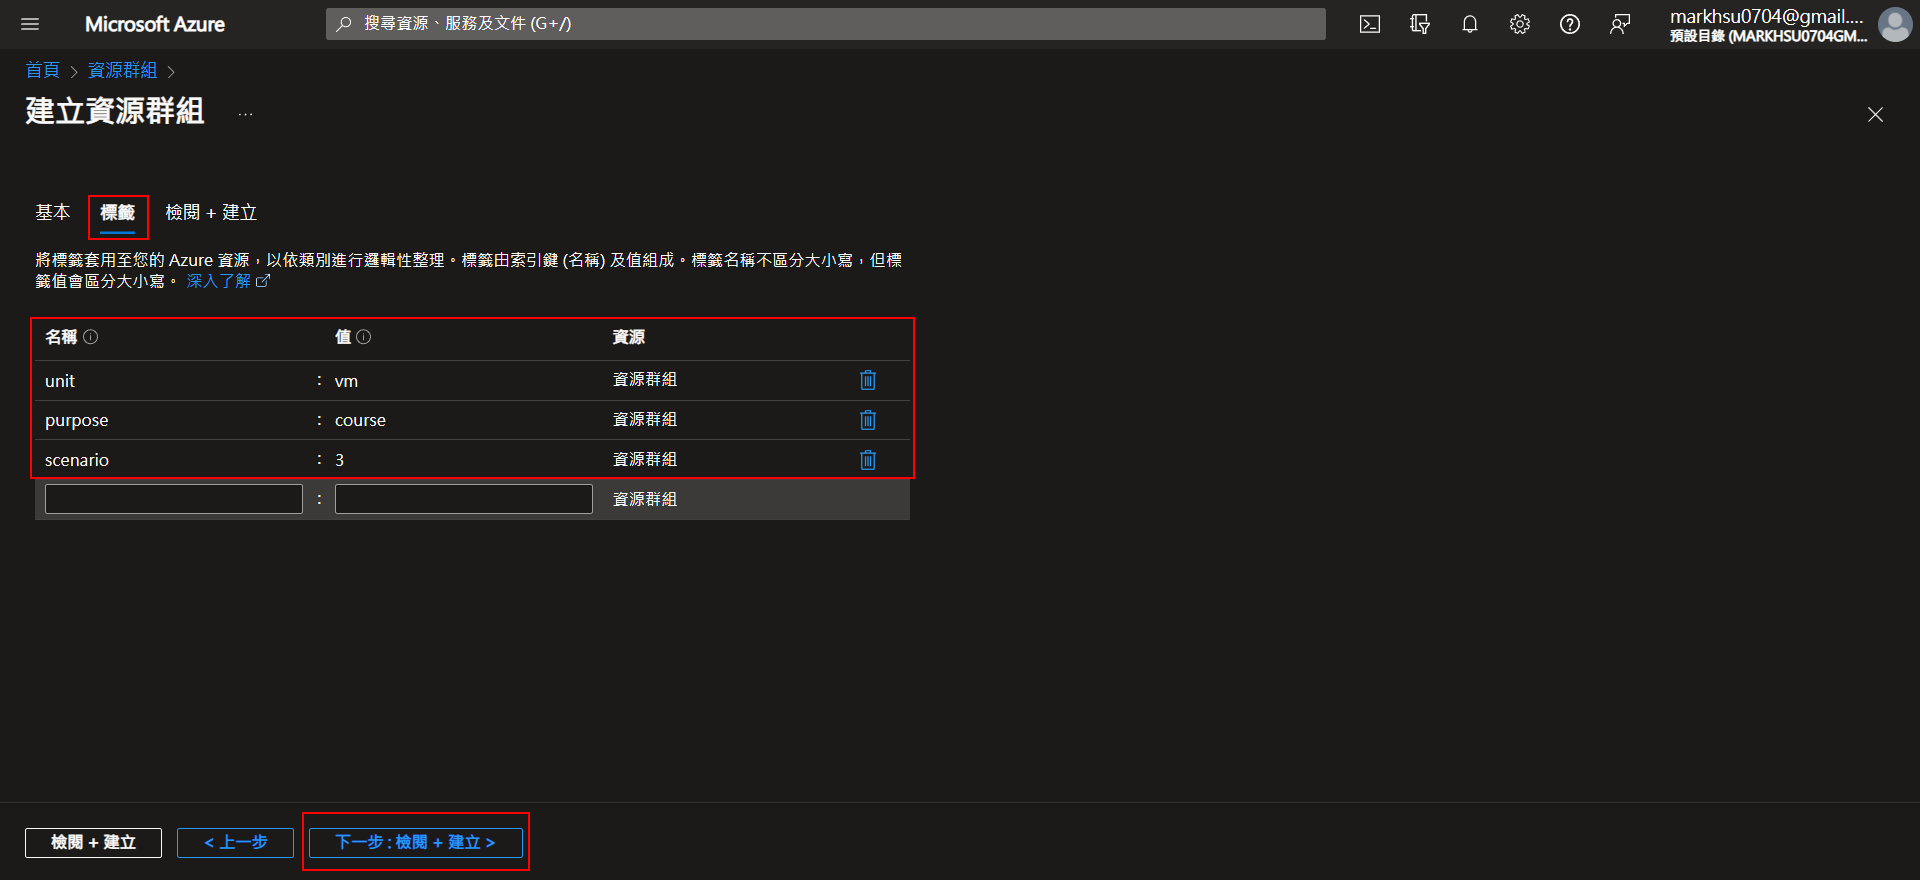 Microsoft Azure
搜尋資源、服務及文件 (G+/)
markhsu0704@gmail....
預設目錄 (MARKHSU0704GM...
首頁 > 資源群組 >
建立資源群組 ...
基本 標籤 檢閱 + 建立
將標籤套用至您的 Azure 資源，以依類別進行邏輯性整理。標籤由索引鍵 (名稱) 及值組成。標籤名稱不區分大小寫，但標
籤值會區分大小寫。 深入了解
名稱 值 資源
unit : vm 資源群組
purpose : course 資源群組
scenario : 3 資源群組
: 資源群組
檢閱 + 建立 < 上一步 下一步 : 檢閱 + 建立 >